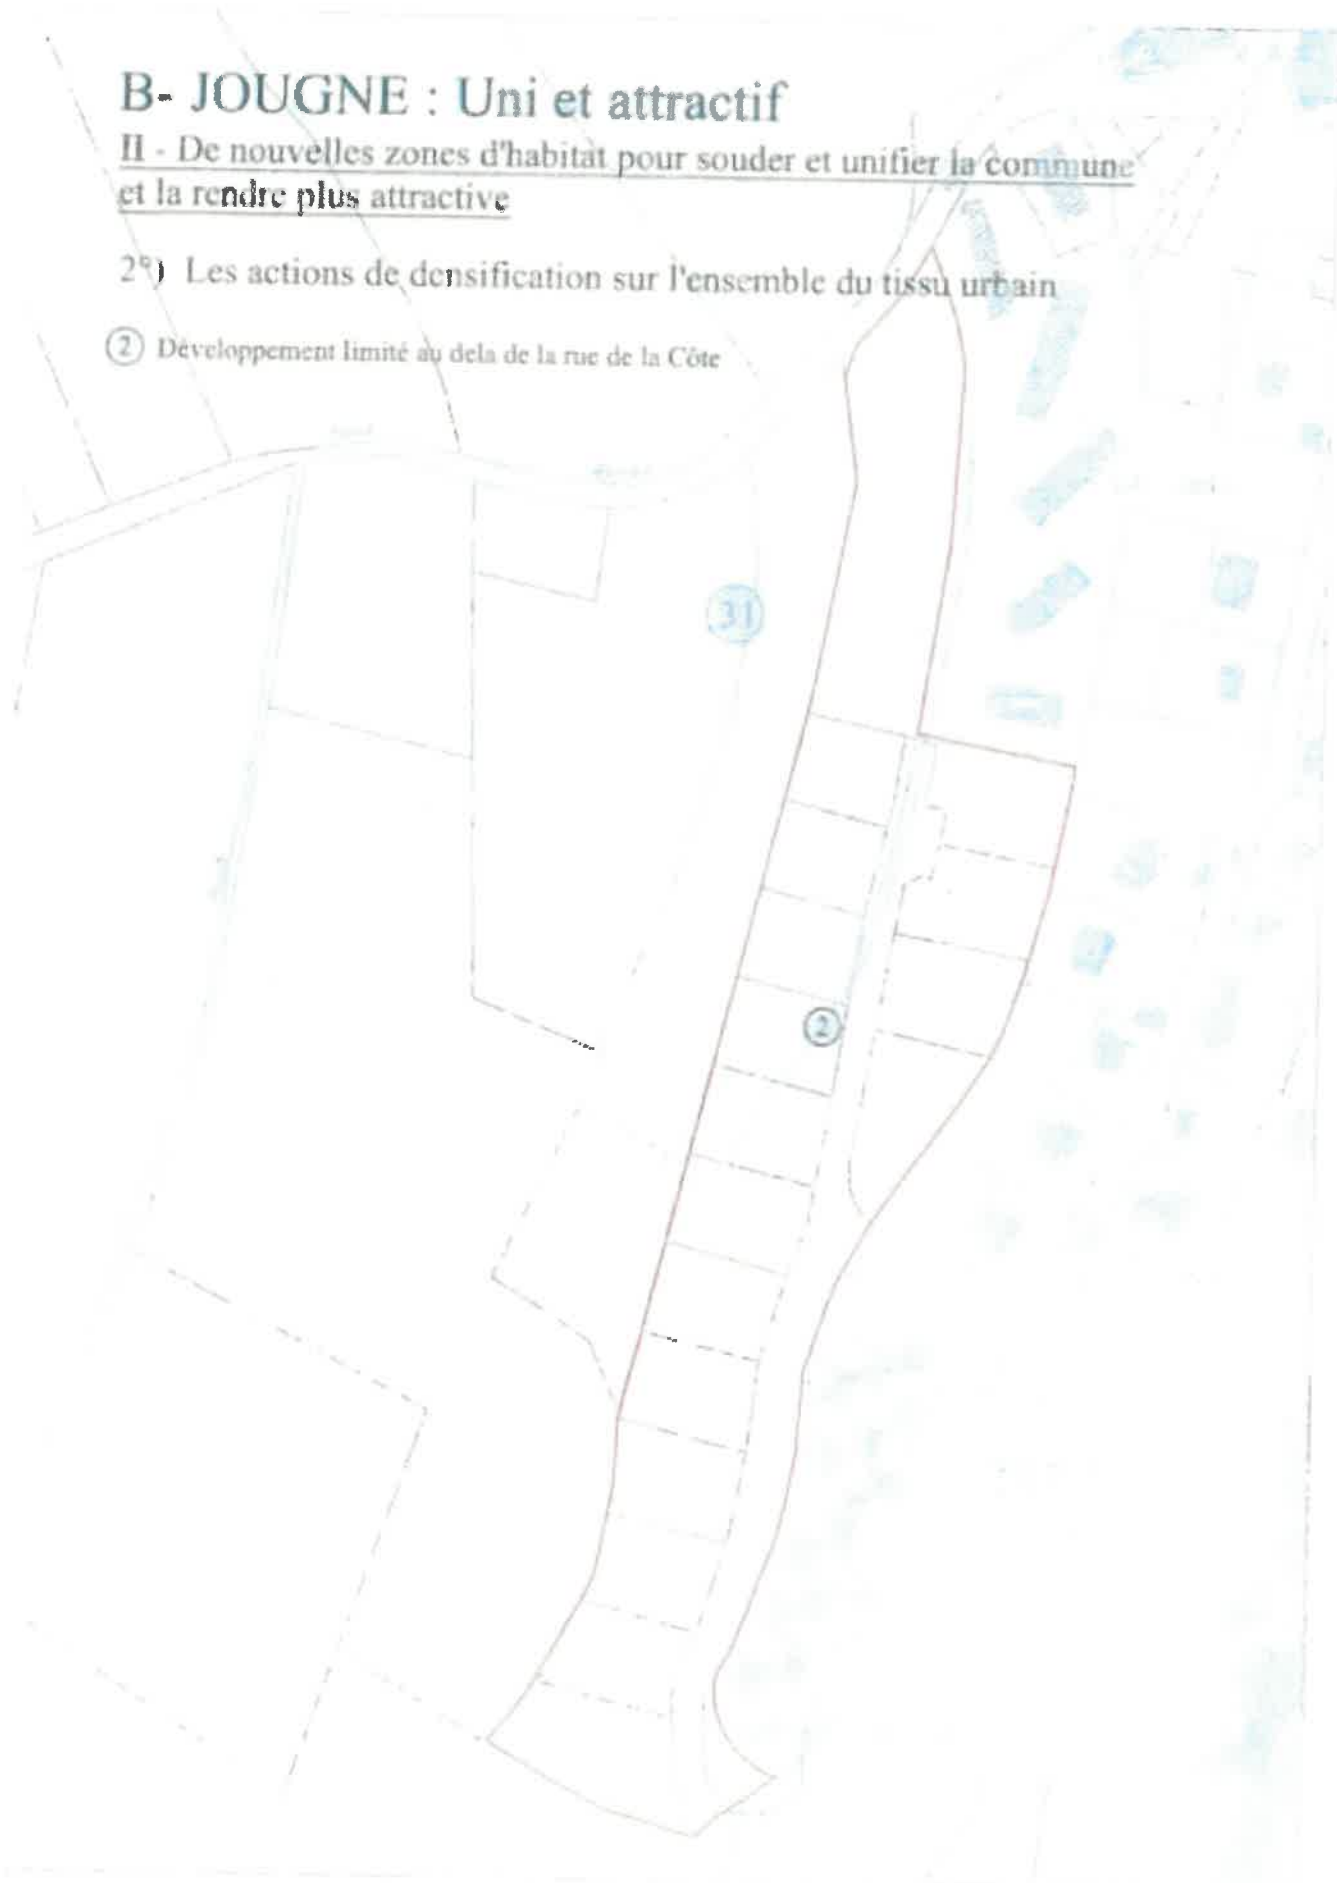 B- JOUGNE : Uni et attractif
II - De nouvelles zones d'habitat pour souder et unifier la commune
et la rendre plus attractive
2°) Les actions de densification sur l'ensemble du tissu urbain
2 Développement limité au dela de la rue de la Côte
31
2